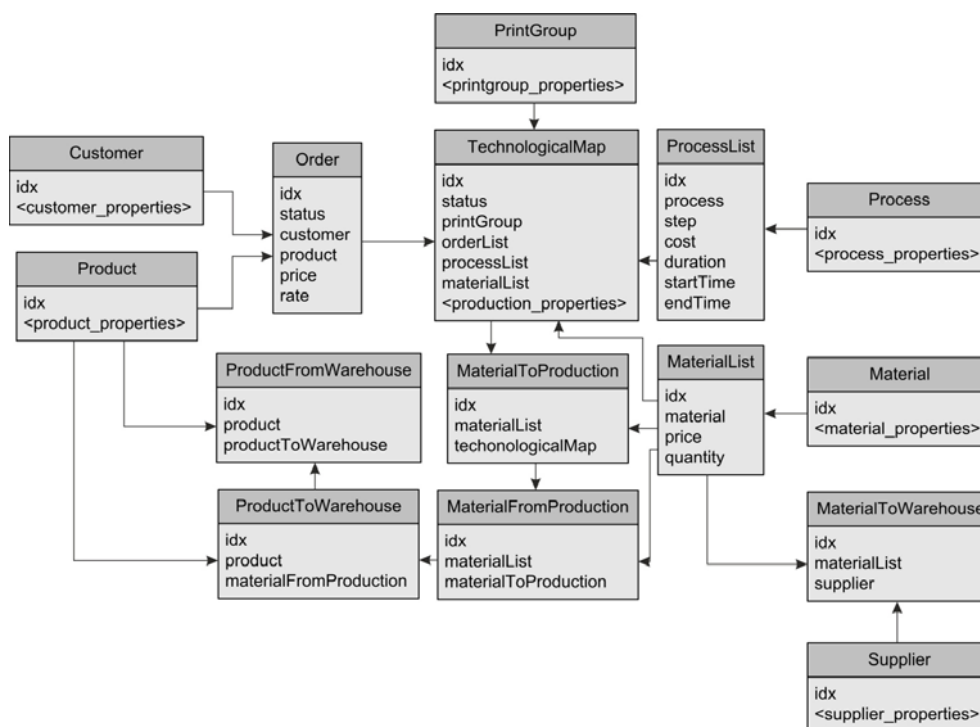 PrintGroup
idx
<printgroup_properties>
Customer
idx
<customer_properties>
Order
idx
status
customer
product
price
rate
TechnologicalMap
idx
status
printGroup
orderList
processList
materialList
<production_properties>
ProcessList
idx
process
step
cost
duration
startTime
endTime
Process
idx
<process_properties>
Product
idx
<product_properties>
ProductFromWarehouse
idx
product
productToWarehouse
MaterialToProduction
idx
materialList
techonologicalMap
MaterialList
idx
material
price
quantity
Material
idx
<material_properties>
ProductToWarehouse
idx
product
materialFromProduction
MaterialFromProduction
idx
materialList
materialToProduction
MaterialToWarehouse
idx
materialList
supplier
Supplier
idx
<supplier_properties>